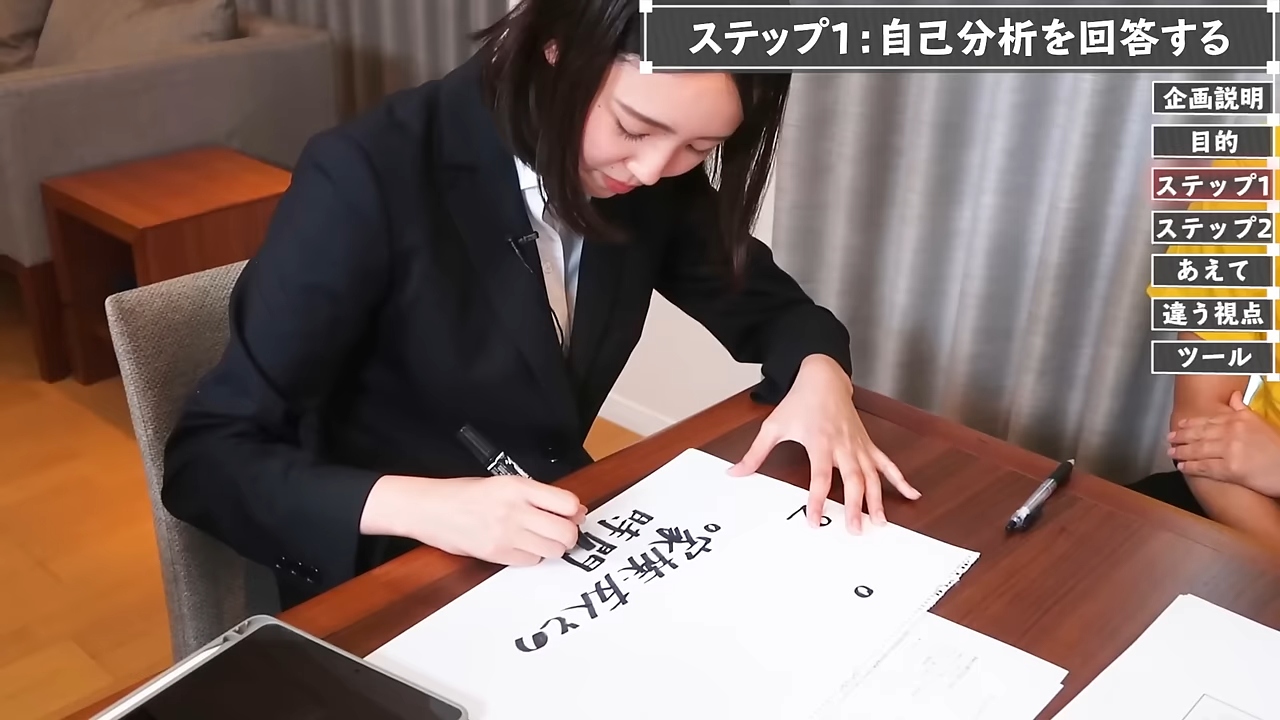 ステップ1:自己分析を回答する
企画説明
目的
ステップ1
ステップ2
あえて
違う視点
ツール
。家族・友人との
時間